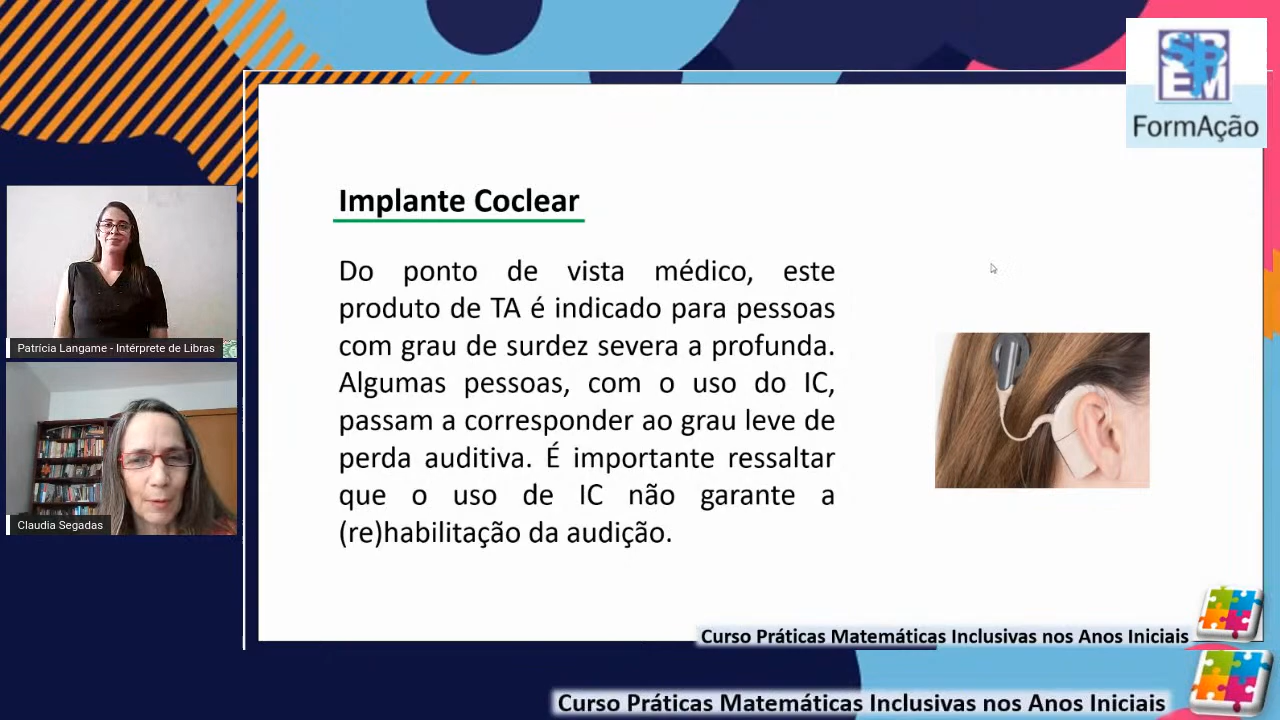 SBEM
FormAção
Implante Coclear
Do ponto de vista médico, este
produto de TA é indicado para pessoas
com grau de surdez severa a profunda.
Algumas pessoas, com o uso do IC,
passam a corresponder ao grau leve de
perda auditiva. É importante ressaltar
que o uso de IC não garante a
(re)habilitação da audição.
Patrícia Langame - Intérprete de Libras
Claudia Segadas
Curso Práticas Matemáticas Inclusivas nos Anos Iniciais
Curso Práticas Matemáticas Inclusivas nos Anos Iniciais